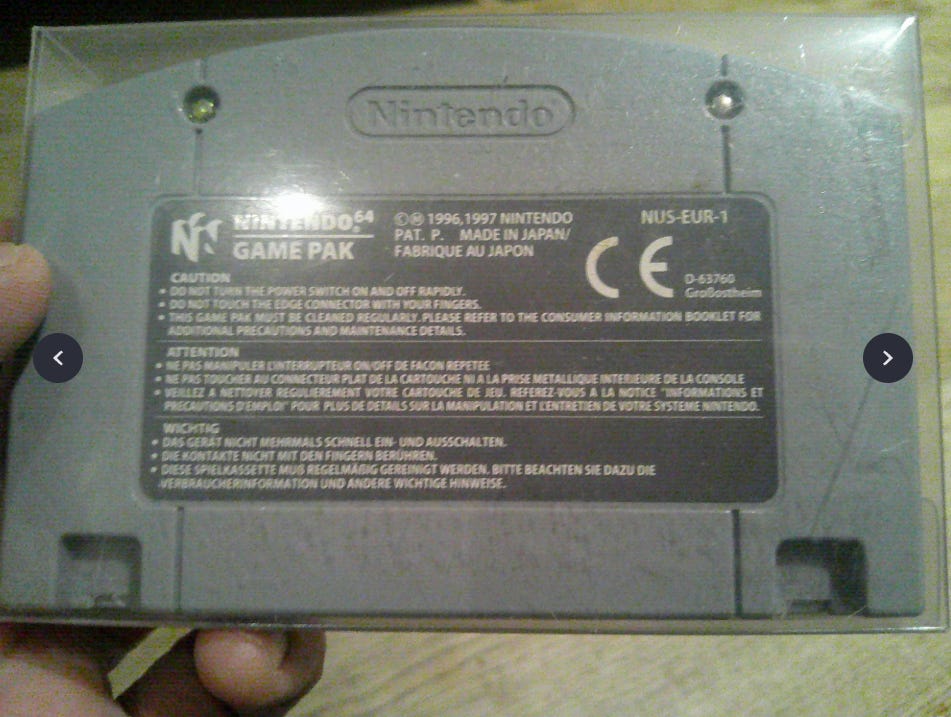 Nintendo
NINTENDO 64
GAME PAK
©Ⓜ 1996,1997 NINTENDO
PAT. P. MADE IN JAPAN/
FABRIQUE AU JAPON
NUS-EUR-1
CE
D-63760
Großostheim
CAUTION
• DO NOT TURN THE POWER SWITCH ON AND OFF RAPIDLY.
• DO NOT TOUCH THE EDGE CONNECTOR WITH YOUR FINGERS.
• THIS GAME PAK MUST BE CLEANED REGULARLY. PLEASE REFER TO THE CONSUMER INFORMATION BOOKLET FOR
ADDITIONAL PRECAUTIONS AND MAINTENANCE DETAILS.
ATTENTION
• NE PAS MANIPULER L'INTERRUPTEUR ON/OFF DE FACON REPETEE
• NE PAS TOUCHER AU CONNECTEUR PLAT DE LA CARTOUCHE NI A LA PRISE METALLIQUE INTERIEURE DE LA CONSOLE
• VEILLEZ A NETTOYER REGULIEREMENT VOTRE CARTOUCHE DE JEU. REFEREZ-VOUS A LA NOTICE "INFORMATIONS ET
PRECAUTIONS D'EMPLOI" POUR PLUS DE DETAILS SUR LA MANIPULATION ET L'ENTRETIEN DE VOTRE SYSTEME NINTENDO.
WICHTIG
• DAS GERÄT NICHT MEHRMALS SCHNELL EIN- UND AUSSCHALTEN.
• DIE KONTAKTE NICHT MIT DEN FINGERN BERÜHREN.
• DIESE SPIELKASSETTE MUß REGELMÄßIG GEREINIGT WERDEN. BITTE BEACHTEN SIE DAZU DIE
VERBRAUCHERINFORMATION UND ANDERE WICHTIGE HINWEISE.